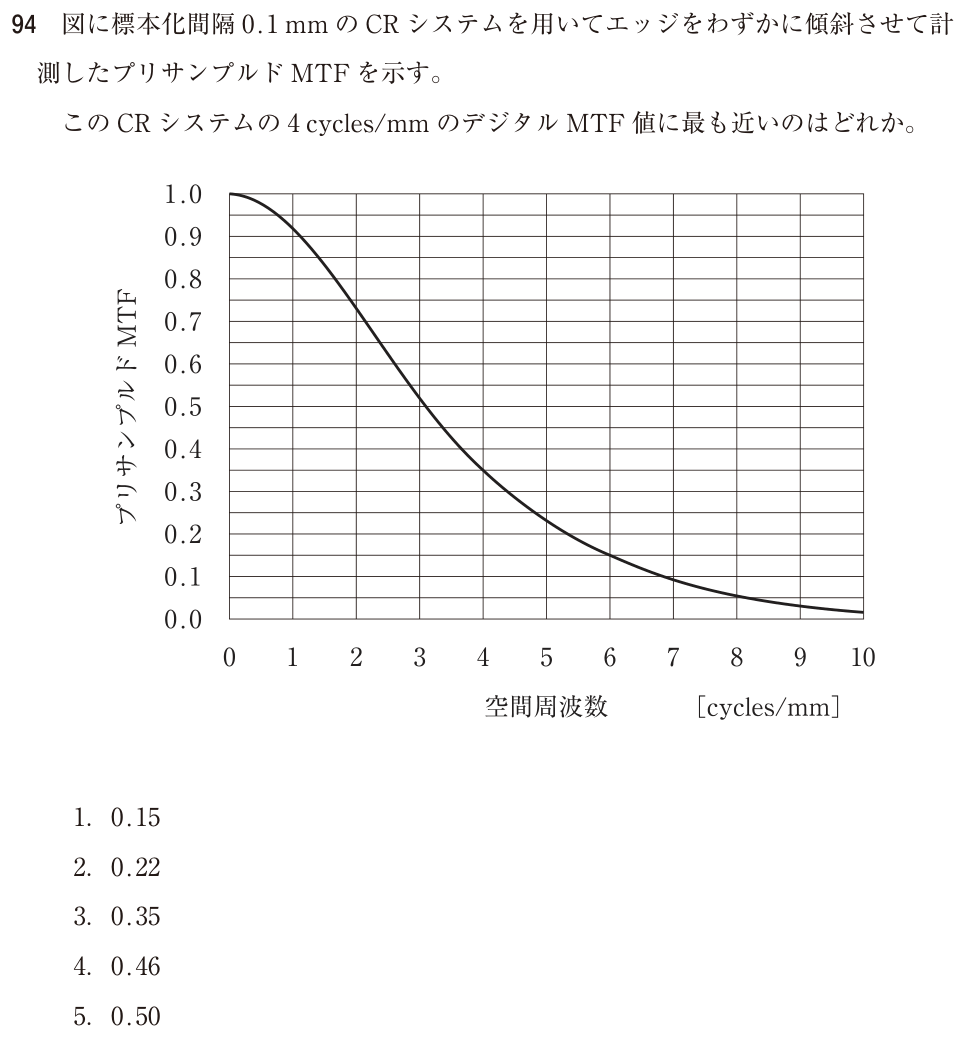 94 図に標本化間隔 0.1 mm の CR システムを用いてエッジをわずかに傾斜させて計
測したプリサンプルド MTF を示す。
この CR システムの 4 cycles/mm のデジタル MTF 値に最も近いのはどれか。
プリサンプルド MTF
1.0
0.9
0.8
0.7
0.6
0.5
0.4
0.3
0.2
0.1
0.0
0 1 2 3 4 5 6 7 8 9 10
空間周波数 [cycles/mm]
1. 0.15
2. 0.22
3. 0.35
4. 0.46
5. 0.50